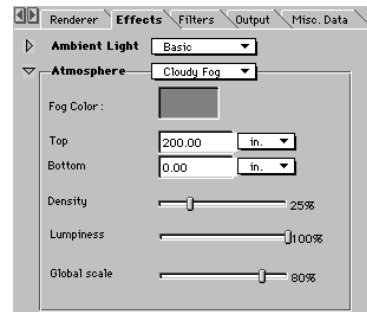 Renderer Effects Filters Output Misc. Data
Ambient Light Basic
Atmosphere Cloudy Fog
Fog Color :
Top 200.00 in.
Bottom 0.00 in.
Density 25%
Lumpiness 100%
Global scale 80%